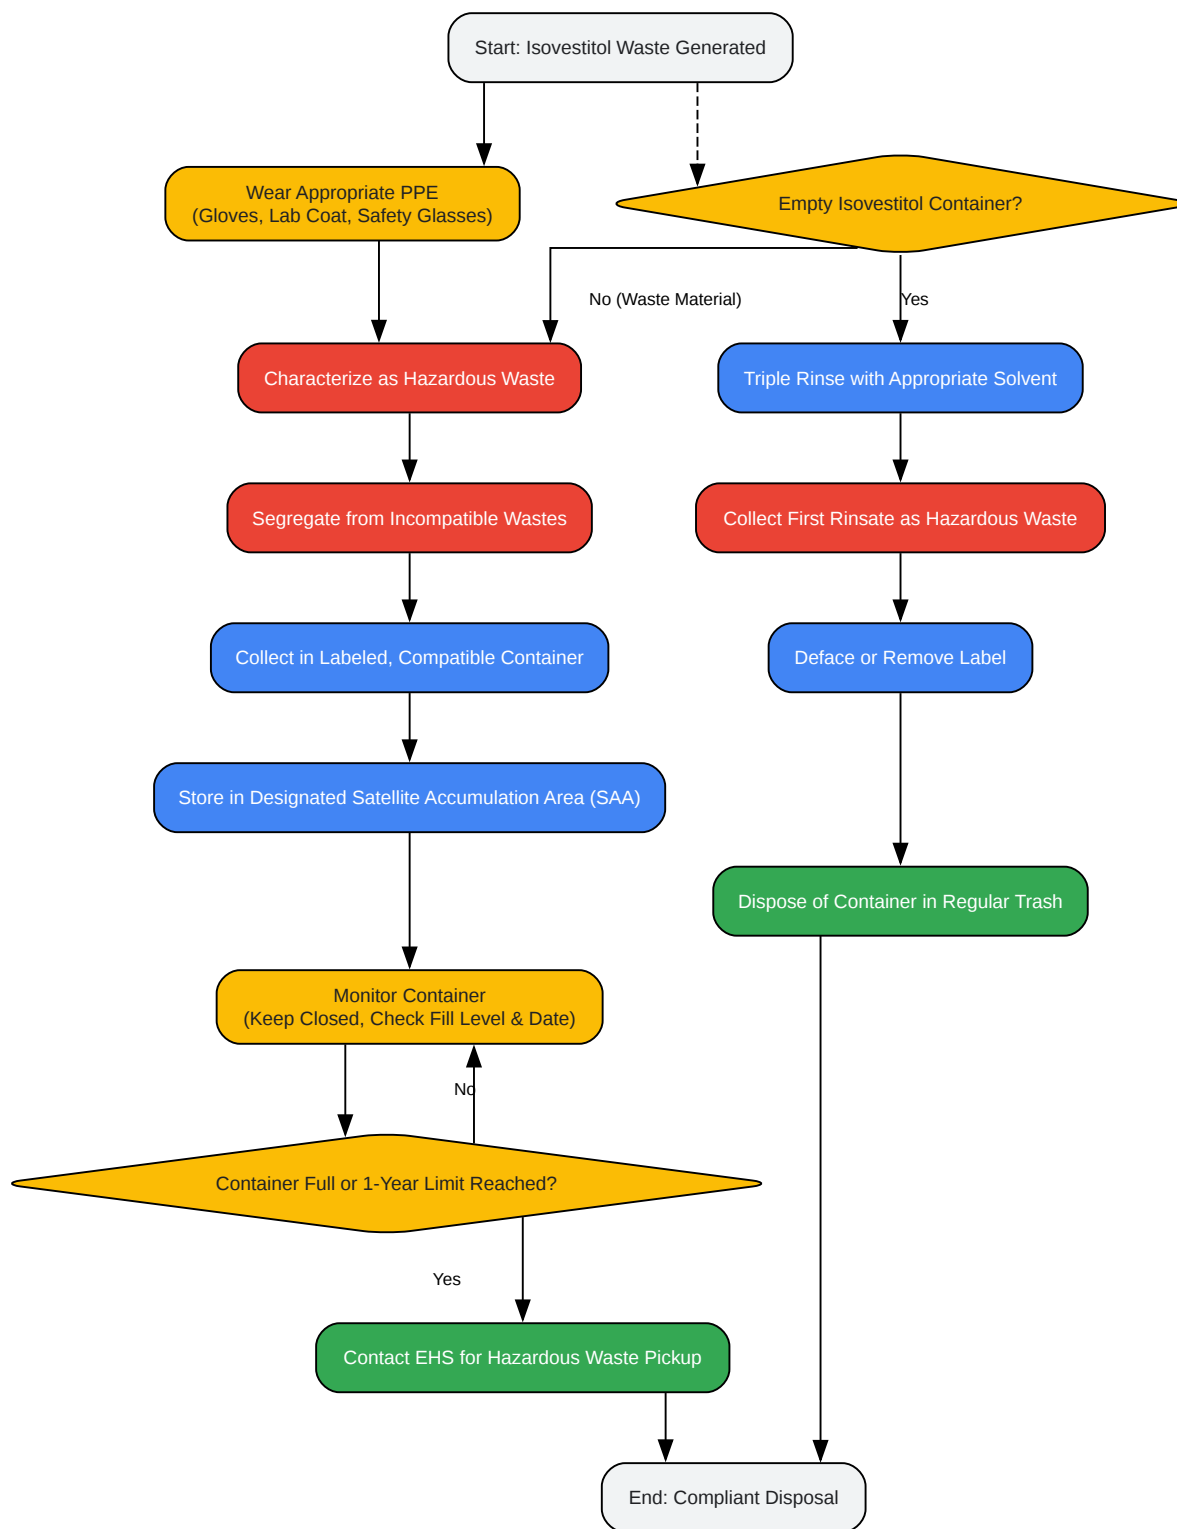 Start: Isovestitol Waste Generated
Wear Appropriate PPE
(Gloves, Lab Coat, Safety Glasses)
Empty Isovestitol Container?
No (Waste Material)
Yes
Characterize as Hazardous Waste
Triple Rinse with Appropriate Solvent
Segregate from Incompatible Wastes
Collect First Rinsate as Hazardous Waste
Collect in Labeled, Compatible Container
Deface or Remove Label
Store in Designated Satellite Accumulation Area (SAA)
Dispose of Container in Regular Trash
Monitor Container
(Keep Closed, Check Fill Level & Date)
No
Container Full or 1-Year Limit Reached?
Yes
Contact EHS for Hazardous Waste Pickup
End: Compliant Disposal